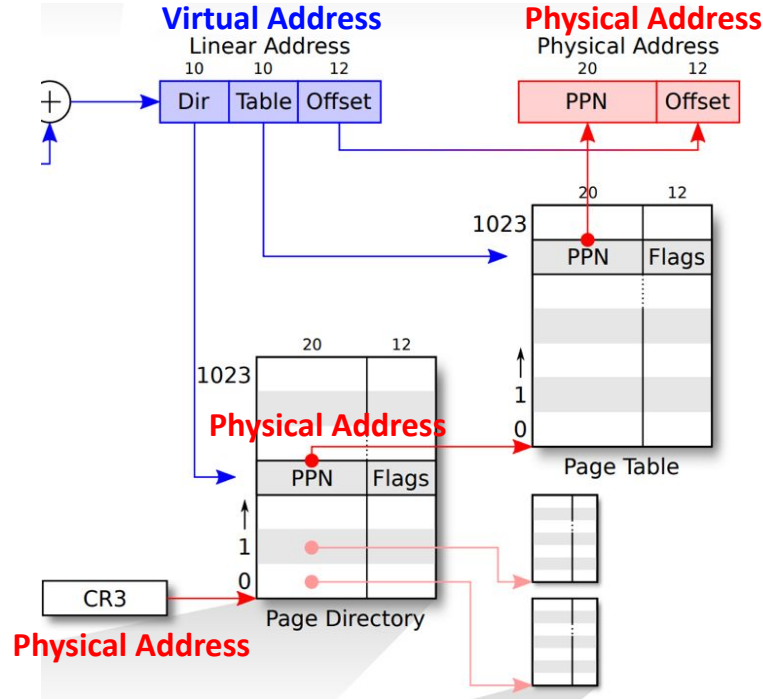 Virtual Address
Physical Address
Linear Address
Physical Address
10 10 12
20 12
Dir Table Offset
PPN Offset
20 12
1023
PPN Flags
1
0
Page Table
20 12
1023
Physical Address
PPN Flags
1
0
Page Directory
CR3
Physical Address